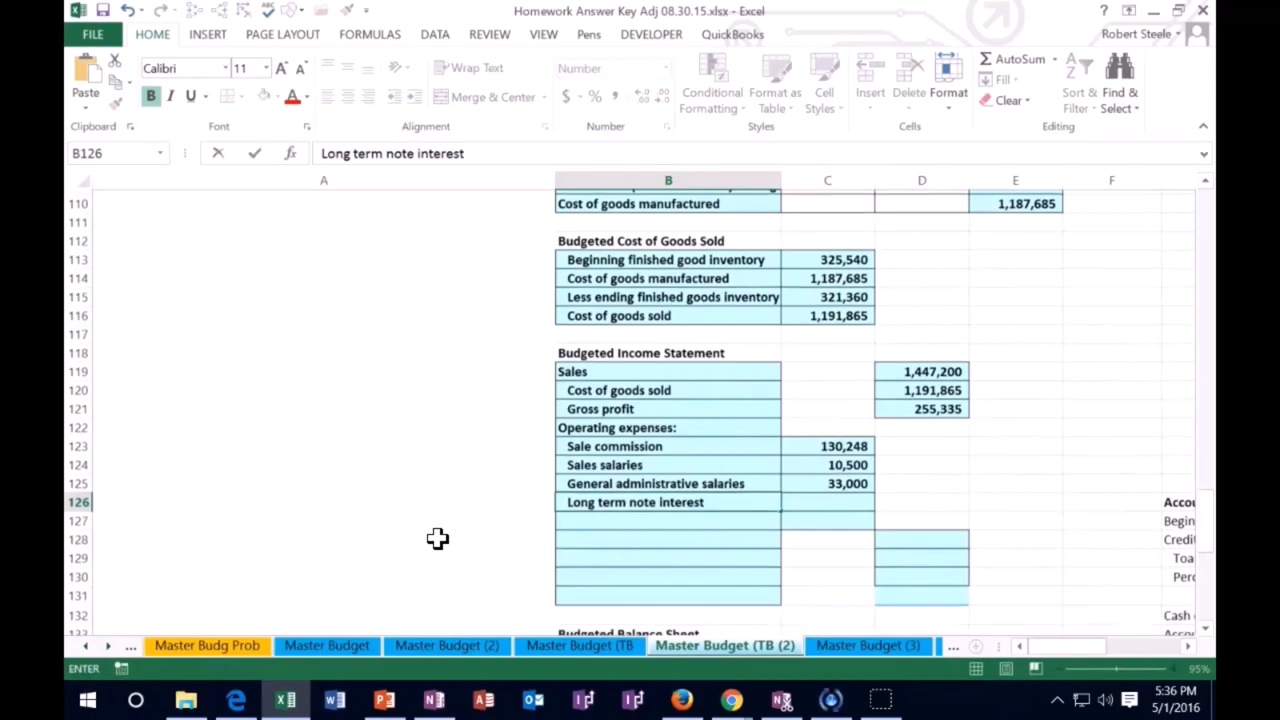 Homework Answer Key Adj 08.30.15.xlsx - Excel
FILE HOME INSERT PAGE LAYOUT FORMULAS DATA REVIEW VIEW Pens DEVELOPER QuickBooks Robert Steele
Paste Calibri 11 Wrap Text Number Conditional Formatting Format as Table Cell Styles Insert Delete Format AutoSum Fill Clear Sort & Filter Find & Select
Merge & Center
Clipboard Font Alignment Number Styles Cells Editing
B126 Long term note interest
A B C D E F
110 Cost of goods manufactured 1,187,685
111
112 Budgeted Cost of Goods Sold
113 Beginning finished good inventory 325,540
114 Cost of goods manufactured 1,187,685
115 Less ending finished goods inventory 321,360
116 Cost of goods sold 1,191,865
117
118 Budgeted Income Statement
119 Sales 1,447,200
120 Cost of goods sold 1,191,865
121 Gross profit 255,335
122 Operating expenses:
123 Sale commission 130,248
124 Sales salaries 10,500
125 General administrative salaries 33,000
126 Long term note interest Accou
127 Begin
128 Credi
129 Toa
130 Perc
131
132 Cash
Budgeted Balance Sheet
... Master Budg Prob Master Budget Master Budget (2) Master Budget (TB Master Budget (TB (2) Master Budget (3) ...
ENTER 95%
5:36 PM
5/1/2016